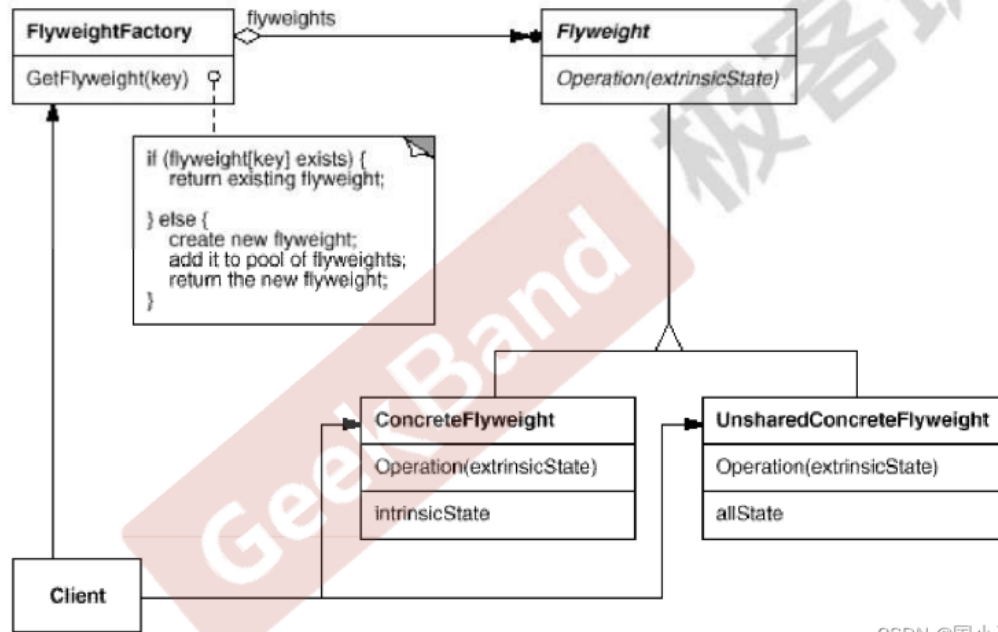 FlyweightFactory
flyweights
Flyweight
GetFlyweight(key)
Operation(extrinsicState)
if (flyweight[key] exists) {
return existing flyweight;
} else {
create new flyweight;
add it to pool of flyweights;
return the new flyweight;
}
GeekBand
极客
ConcreteFlyweight
UnsharedConcreteFlyweight
Operation(extrinsicState)
Operation(extrinsicState)
intrinsicState
allState
Client